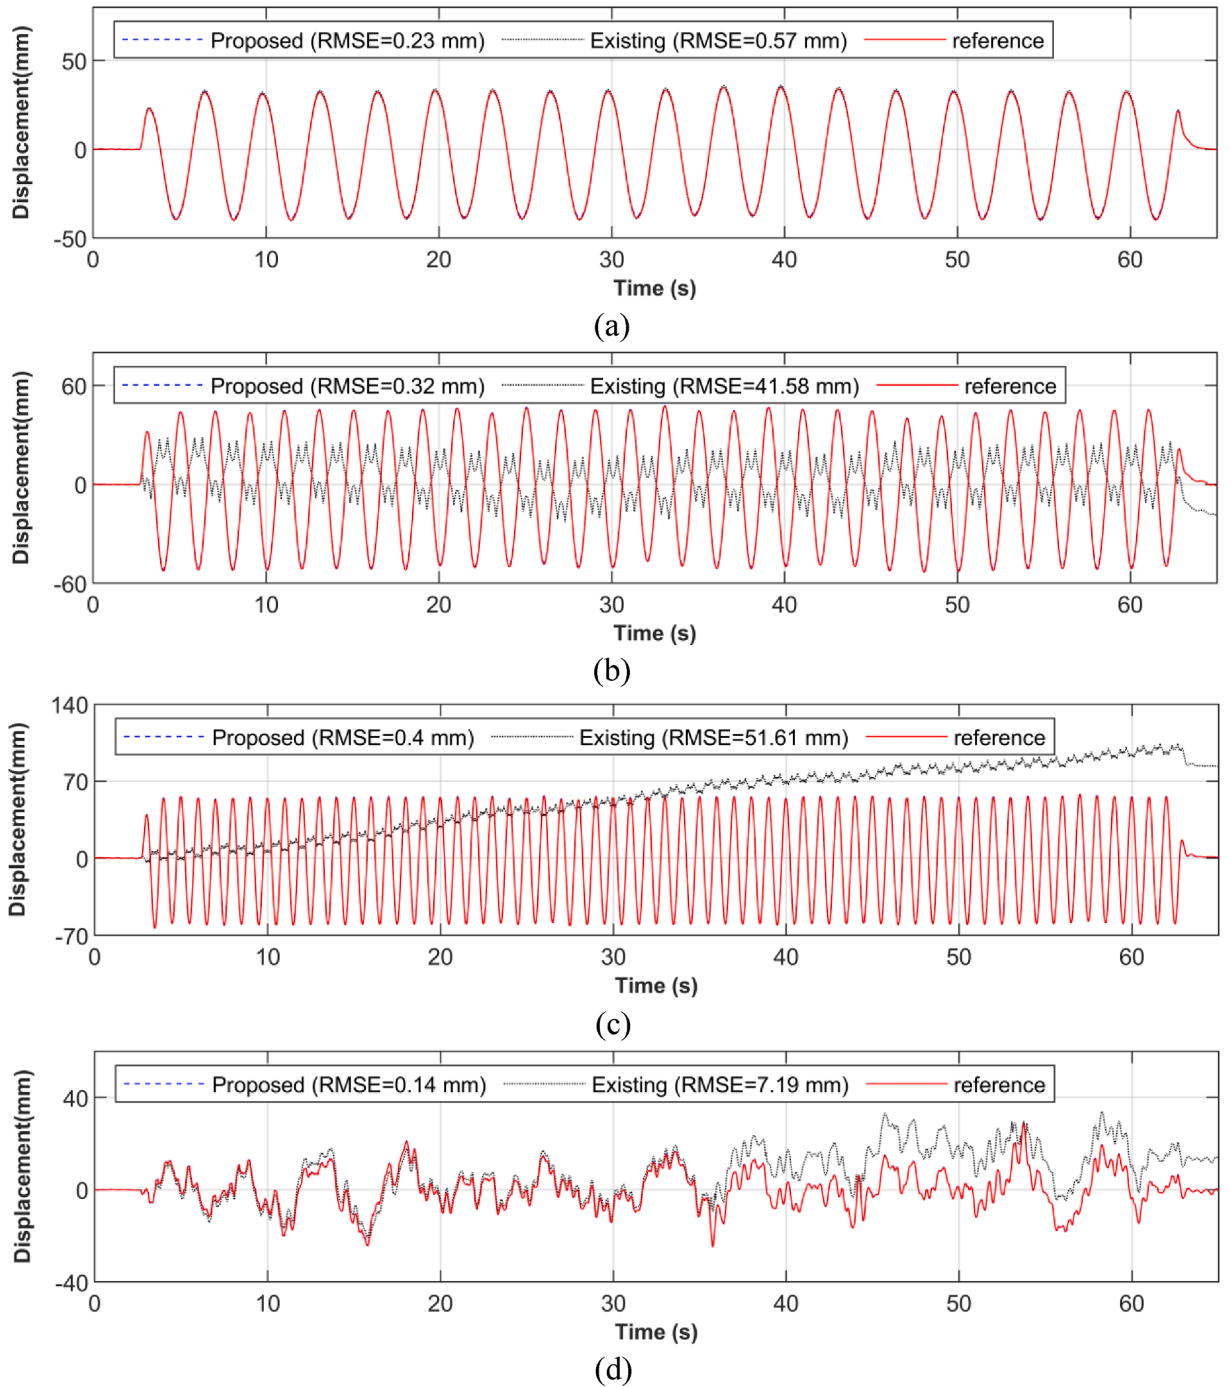 Proposed (RMSE=0.23 mm) Existing (RMSE=0.57 mm) reference
Displacement(mm)
50
0
-50
0 10 20 30 40 50 60
Time (s)
(a)
Proposed (RMSE=0.32 mm) Existing (RMSE=41.58 mm) reference
Displacement(mm)
60
0
-60
0 10 20 30 40 50 60
Time (s)
(b)
140
Proposed (RMSE=0.4 mm) Existing (RMSE=51.61 mm) reference
Displacement(mm)
70
0
-70
0 10 20 30 40 50 60
Time (s)
(c)
Proposed (RMSE=0.14 mm) Existing (RMSE=7.19 mm) reference
Displacement(mm)
40
0
-40
0 10 20 30 40 50 60
Time (s)
(d)